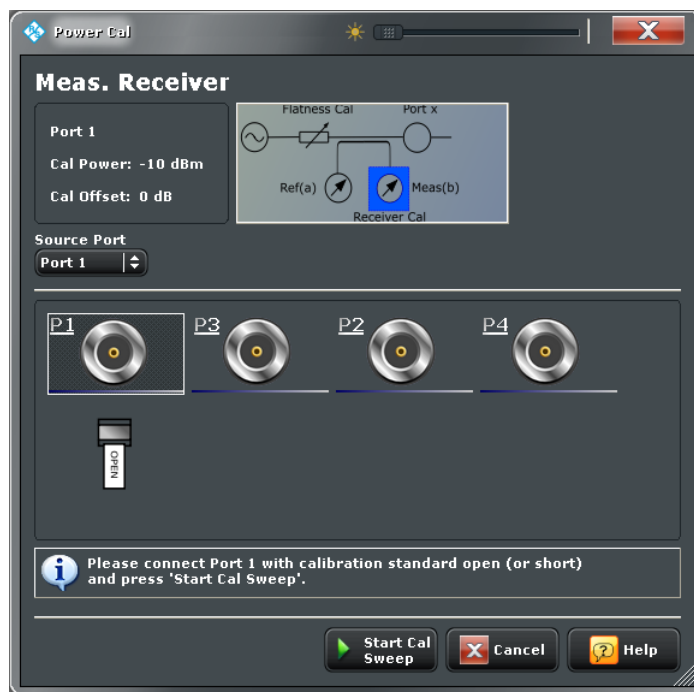 Power Cal
Meas. Receiver
Port 1
Cal Power: -10 dBm
Cal Offset: 0 dB
Flatness Cal
Port x
Ref(a)
Meas(b)
Receiver Cal
Source Port
Port 1
P1
P3
P2
P4
OPEN
Please connect Port 1 with calibration standard open (or short)
and press 'Start Cal Sweep'.
Start Cal
Sweep
Cancel
Help